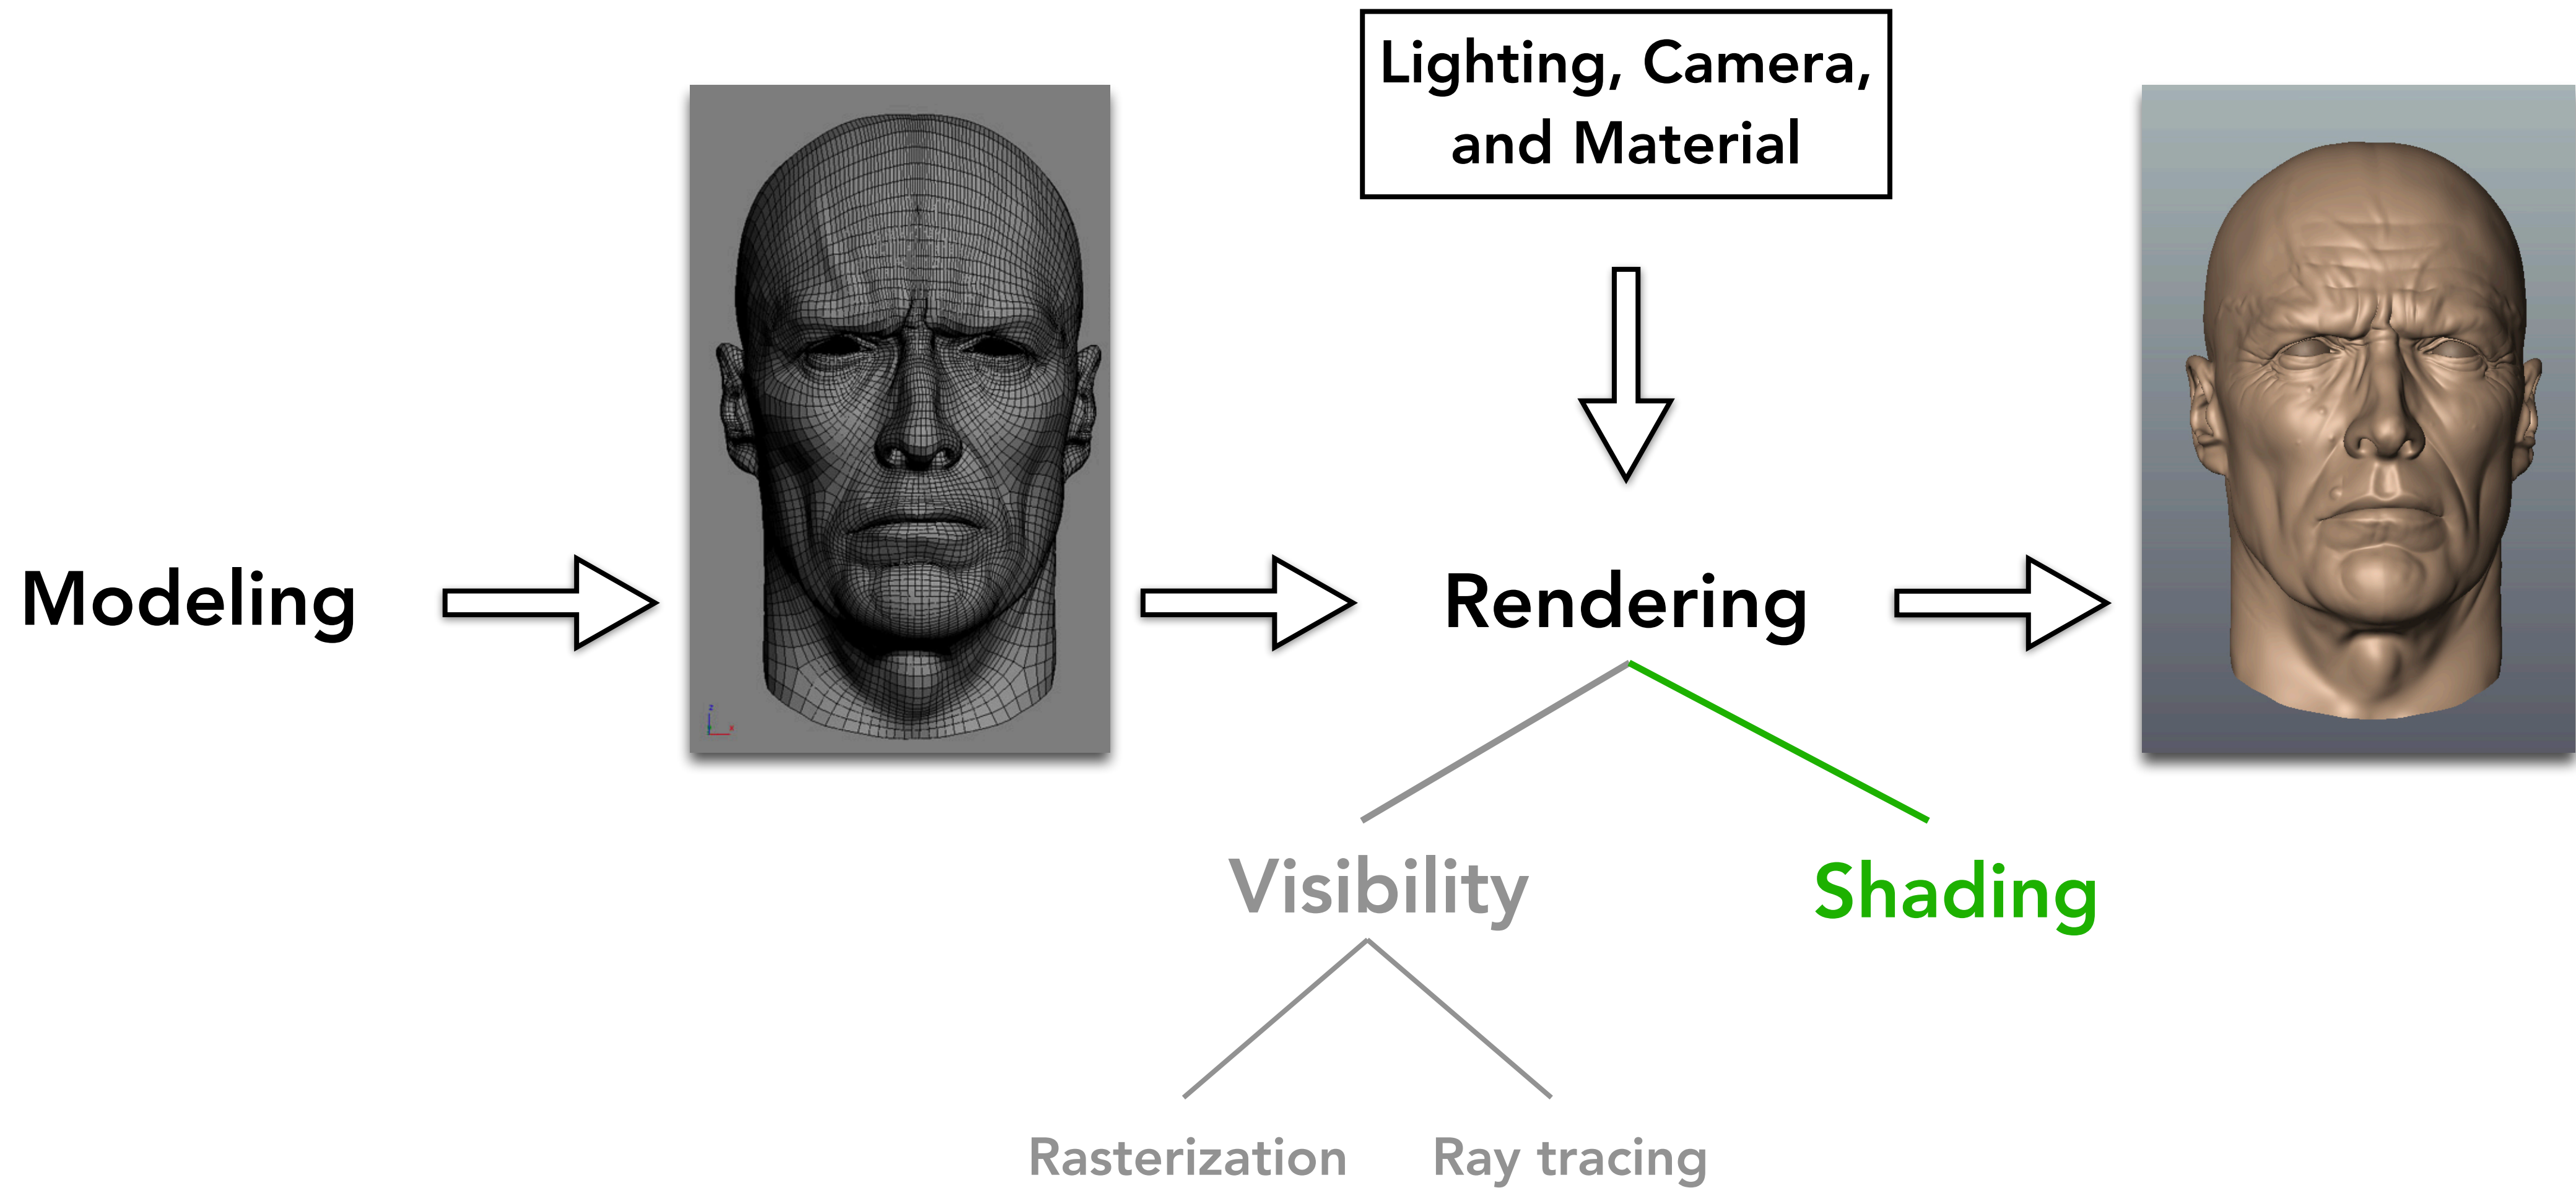 Lighting, Camera,
and Material
Modeling
Rendering
Visibility
Shading
Rasterization
Ray tracing